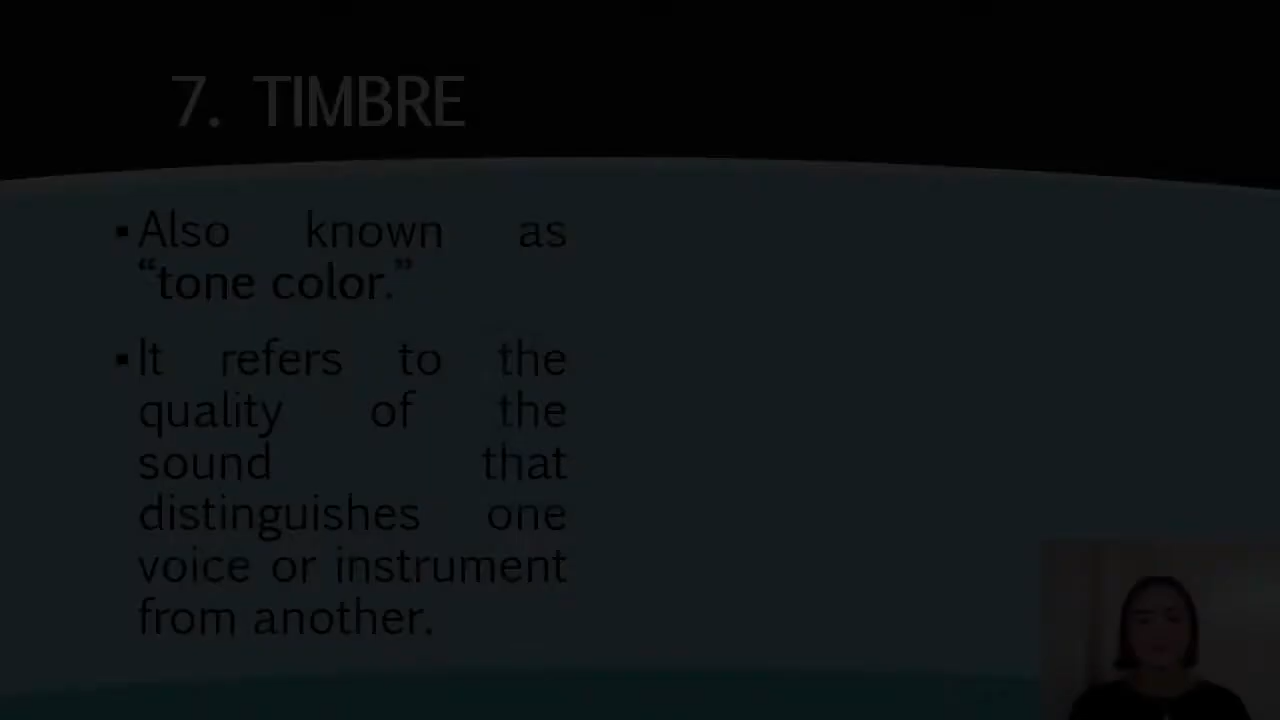 7. TIMBRE
▪Also known as
“tone color.”
▪It refers to the
quality of the
sound that
distinguishes one
voice or instrument
from another.